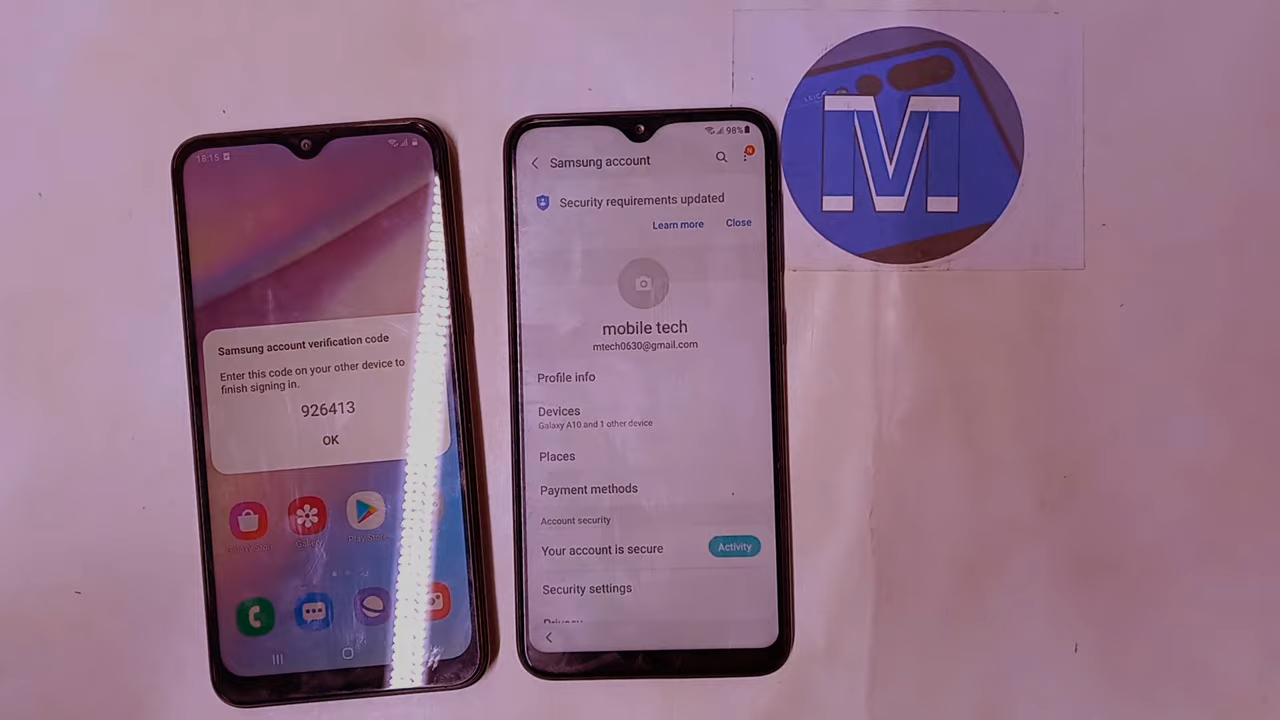 18:15
Samsung account verification code
Enter this code on your other device to
finish signing in.
926413
OK
Gallery
Play Store
98%
Samsung account
N
Security requirements updated
Learn more
Close
mobile tech
mtech0630@gmail.com
Profile info
Devices
Galaxy A10 and 1 other device
Places
Payment methods
Account security
Your account is secure
Activity
Security settings
Privacy
M